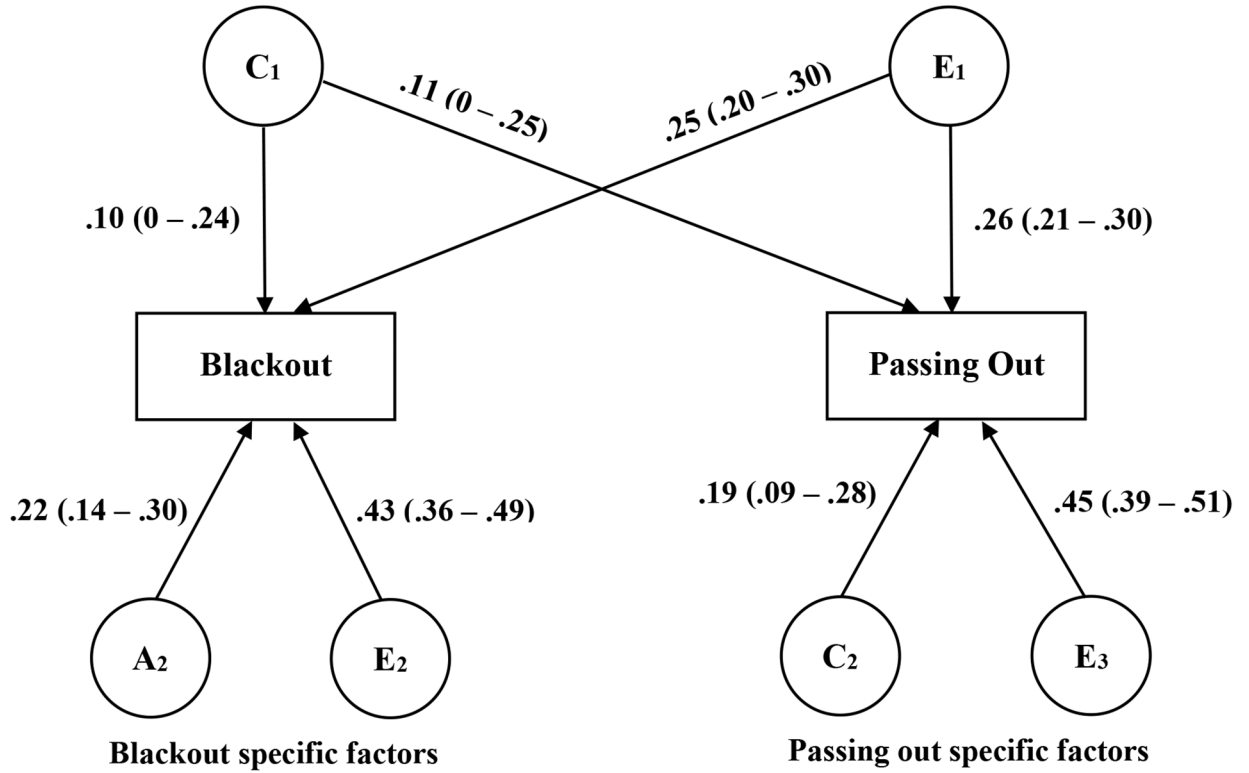 C₁
E₁
.11 (0 – .25)
.25 (.20 – .30)
.10 (0 – .24)
.26 (.21 – .30)
Blackout
Passing Out
.22 (.14 – .30)
.43 (.36 – .49)
.19 (.09 – .28)
.45 (.39 – .51)
A₂
E₂
C₂
E₃
Blackout specific factors
Passing out specific factors